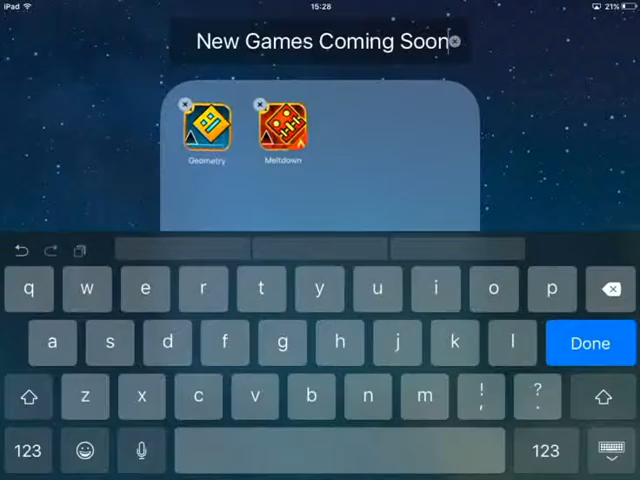 iPad 15:28 21%
New Games Coming Soon
Geometry Meltdown
q w e r t y u i o p
a s d f g h j k l Done
z x c v b n m ! , ? .
123 123